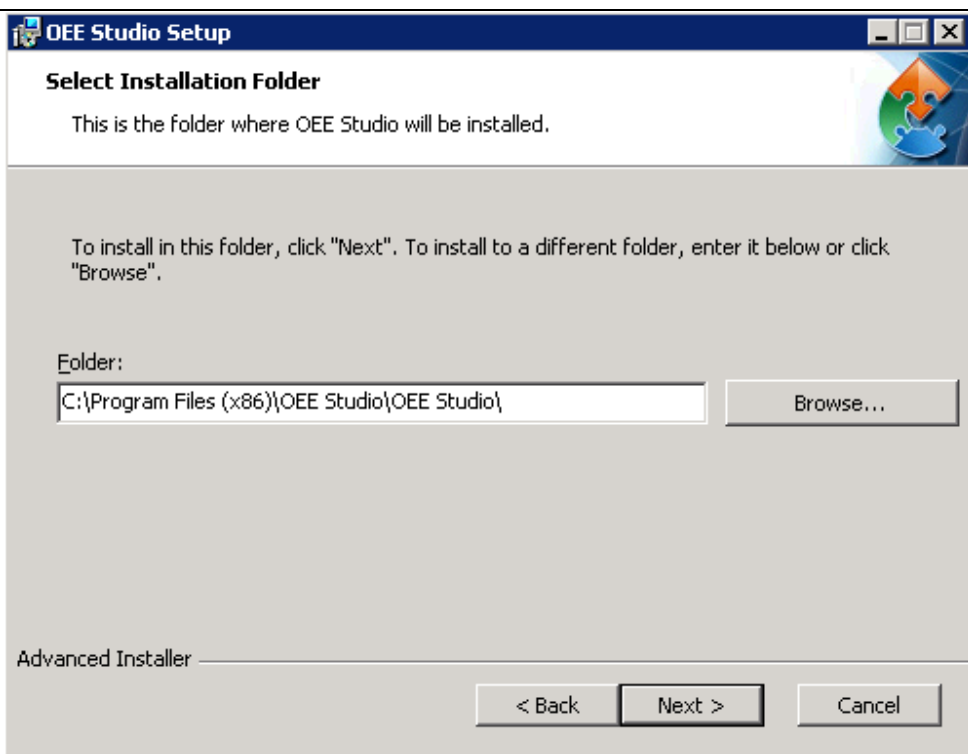 OEE Studio Setup
Select Installation Folder
This is the folder where OEE Studio will be installed.
To install in this folder, click "Next". To install to a different folder, enter it below or click
"Browse".
Folder:
C:\Program Files (x86)\OEE Studio\OEE Studio\
Browse...
Advanced Installer
< Back
Next >
Cancel